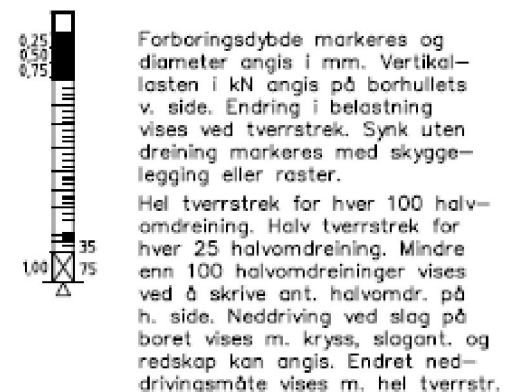 0,25
0,50
0,75
35
1,00
75
Forboringsdybde markeres og
diameter angis i mm. Vertikal–
lasten i kN angis på borhullets
v. side. Endring i belastning
vises ved tverrstrek. Synk uten
dreining markeres med skygge–
legging eller raster.
Hel tverrstrek for hver 100 halv–
omdreining. Halv tverrstrek for
hver 25 halvomdreining. Mindre
enn 100 halvomdreininger vises
ved å skrive ant. halvomdr. på
h. side. Neddriving ved slag på
boret vises m. kryss, slagant. og
redskap kan angis. Endret ned–
drivingsmåte vises m. hel tverrstr.